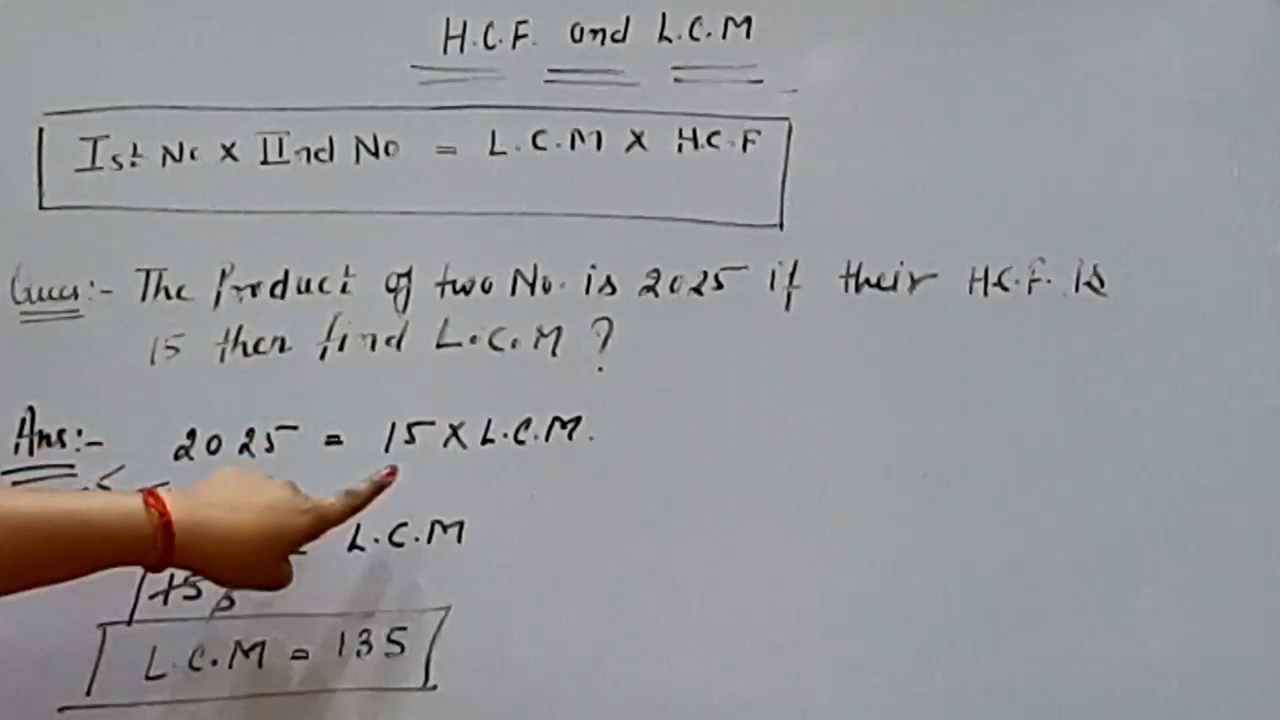 H.C.F. and L.C.M
Ist No X IInd No = L.C.M X H.C.F
Ques:- The Product of two No. is 2025 if their H.C.F. is
15 then find L.C.M ?
Ans:- 2025 = 15 X L.C.M.
= L.C.M
15
L.C.M = 135